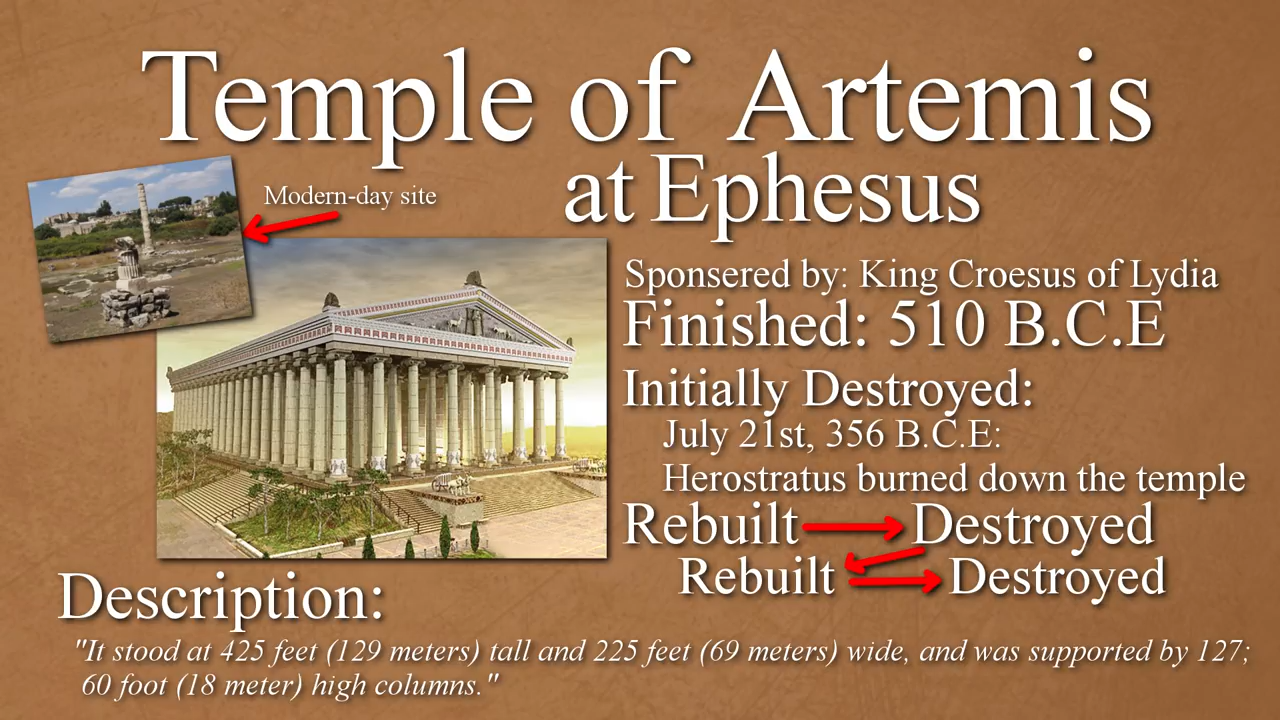 Temple of Artemis
at Ephesus
Modern-day site
Sponsered by: King Croesus of Lydia
Finished: 510 B.C.E
Initially Destroyed:
July 21st, 356 B.C.E:
Herostratus burned down the temple
Rebuilt Destroyed
Rebuilt Destroyed
Description:
"It stood at 425 feet (129 meters) tall and 225 feet (69 meters) wide, and was supported by 127;
60 foot (18 meter) high columns."